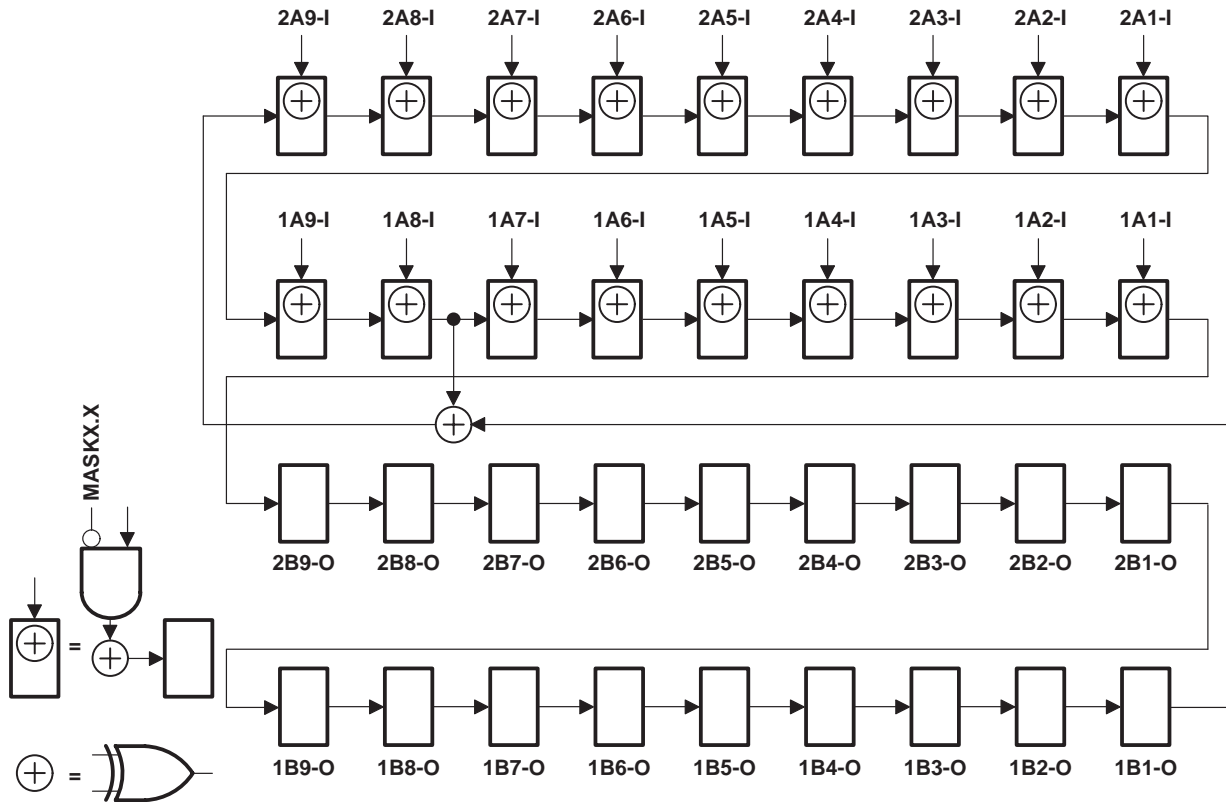 2A9-I 2A8-I 2A7-I 2A6-I 2A5-I 2A4-I 2A3-I 2A2-I 2A1-I
1A9-I 1A8-I 1A7-I 1A6-I 1A5-I 1A4-I 1A3-I 1A2-I 1A1-I
MASKX.X
2B9-O 2B8-O 2B7-O 2B6-O 2B5-O 2B4-O 2B3-O 2B2-O 2B1-O
=
1B9-O 1B8-O 1B7-O 1B6-O 1B5-O 1B4-O 1B3-O 1B2-O 1B1-O
=